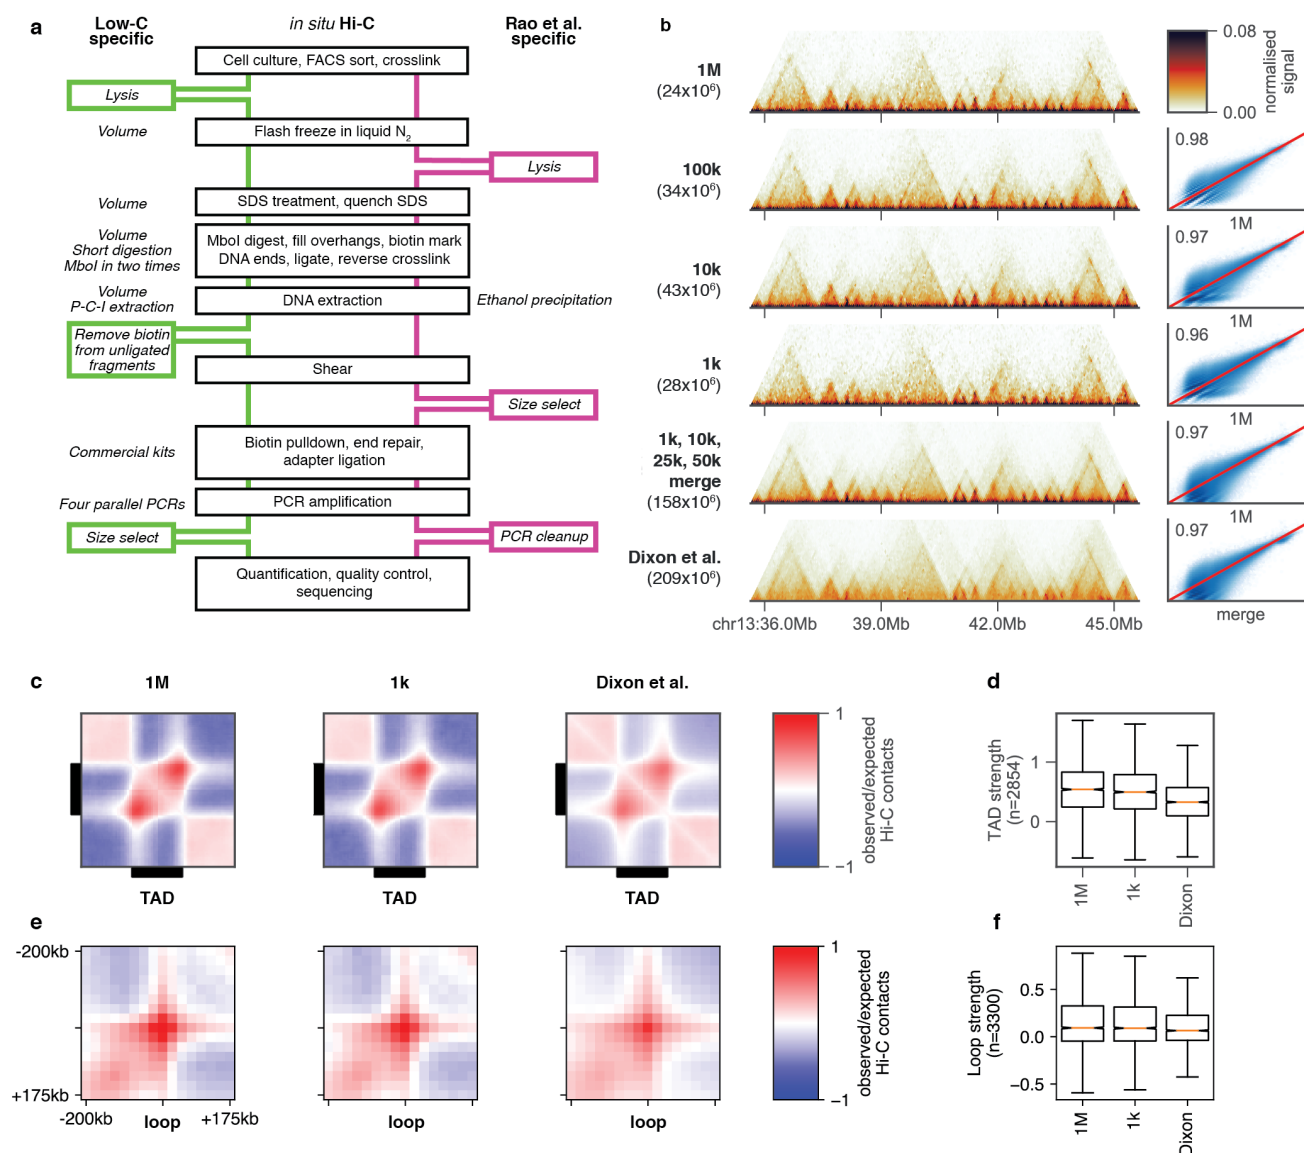 a
Low-C
specific
in situ Hi-C
Rao et al.
specific
Cell culture, FACS sort, crosslink
Lysis
Volume
Flash freeze in liquid N2
Lysis
Volume
SDS treatment, quench SDS
Volume
Short digestion
MboI in two times
MboI digest, fill overhangs, biotin mark
DNA ends, ligate, reverse crosslink
Volume
P-C-I extraction
DNA extraction
Ethanol precipitation
Remove biotin
from unligated
fragments
Shear
Size select
Commercial kits
Biotin pulldown, end repair,
adapter ligation
Four parallel PCRs
PCR amplification
Size select
PCR cleanup
Quantification, quality control,
sequencing
b
1M
(24x10⁶)
0.08
0.00
normalised
signal
100k
(34x10⁶)
0.98
1M
10k
(43x10⁶)
0.97
1M
1k
(28x10⁶)
0.96
1M
1k, 10k,
25k, 50k
merge
(158x10⁶)
0.97
1M
Dixon et al.
(209x10⁶)
0.97
merge
chr13:36.0Mb 39.0Mb 42.0Mb 45.0Mb
c
1M
1k
Dixon et al.
TAD
TAD
TAD
1
−1
observed/expected
Hi-C contacts
d
TAD strength
(n=2854)
1
0
1M
1k
Dixon
e
-200kb
+175kb
-200kb
loop
+175kb
loop
loop
1
−1
observed/expected
Hi-C contacts
f
Loop strength
(n=3300)
0.5
0.0
−0.5
1M
1k
Dixon